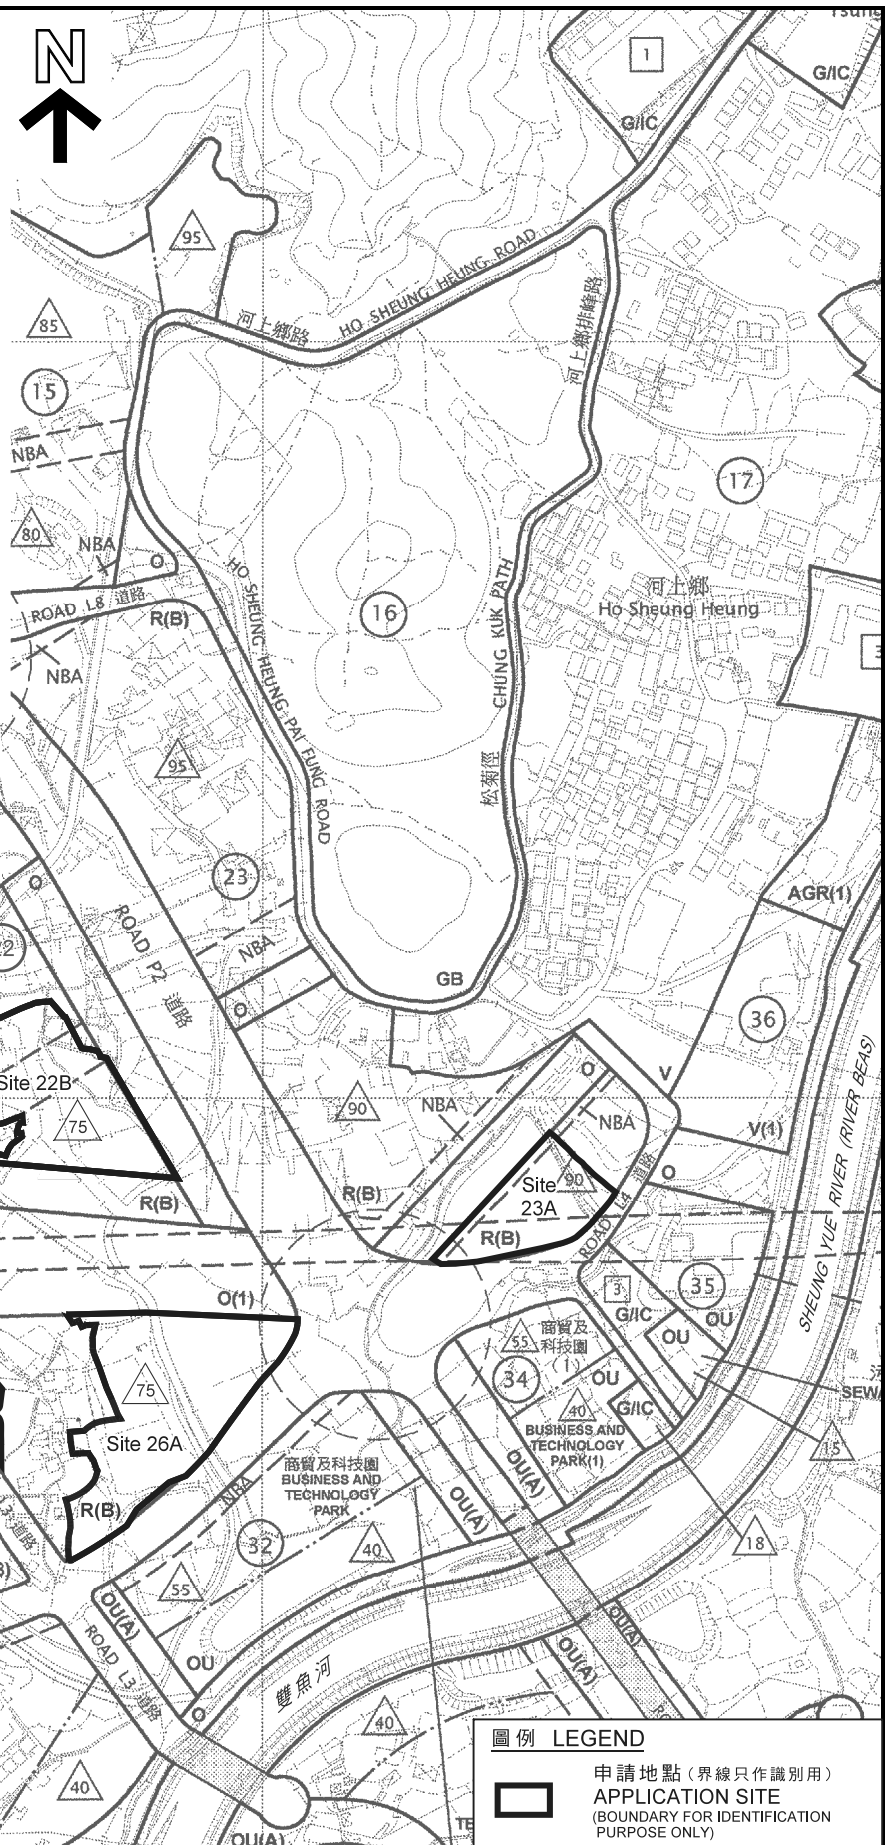 N
1
G/IC
G/IC
95
河上鄉路
HO SHEUNG HEUNG ROAD
河上鄉排峰路
85
15
NBA
17
80
NBA
O
ROAD L8 道路
R(B)
NBA
HO SHEUNG HEUNG PAI FUNG ROAD
16
CHUNG KUK PATH
松菊徑
河上鄉
Ho Sheung Heung
3
95
23
O
ROAD P2 道路
NBA
O
GB
AGR(1)
36
SHEUNG YUE RIVER (RIVER BEAS)
Site 22B
75
90
NBA
O
V
NBA
V(1)
R(B)
R(B)
Site
23A
90
R(B)
ROAD L4 道路
O
O(1)
3
G/IC
35
OU
OU
55
商貿及
科技園
(1)
34
OU
75
40
G/IC
BUSINESS AND
TECHNOLOGY
PARK(1)
SEWA
15
Site 26A
R(B)
商貿及科技園
BUSINESS AND
TECHNOLOGY
PARK
NBA
OU(A)
OU(A)
32
40
18
55
OU(A)
ROAD L3 道路
OU
O
雙魚河
OU(A)
OU(A)
40
40
OU(A)
圖例 LEGEND
申請地點(界線只作識別用)
APPLICATION SITE
(BOUNDARY FOR IDENTIFICATION
PURPOSE ONLY)